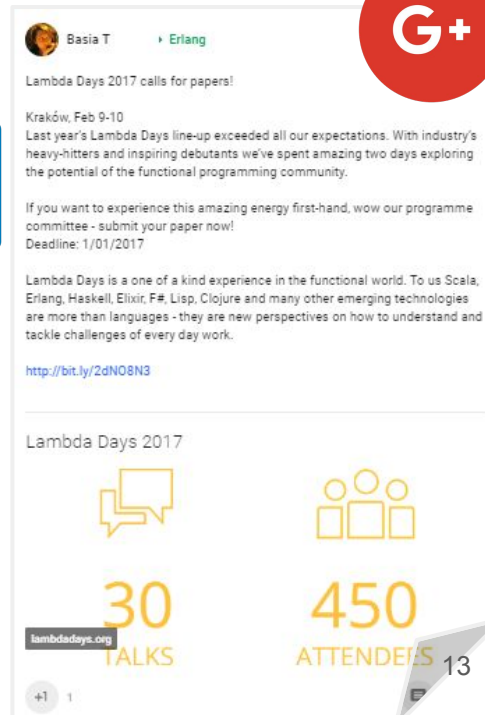 G+
Basia T Erlang
Lambda Days 2017 calls for papers!
Kraków, Feb 9-10
Last year's Lambda Days line-up exceeded all our expectations. With industry's
heavy-hitters and inspiring debutants we've spent amazing two days exploring
the potential of the functional programming community.
If you want to experience this amazing energy first-hand, wow our programme
committee - submit your paper now!
Deadline: 1/01/2017
Lambda Days is a one of a kind experience in the functional world. To us Scala,
Erlang, Haskell, Elixir, F#, Lisp, Clojure and many other emerging technologies
are more than languages - they are new perspectives on how to understand and
tackle challenges of every day work.
http://bit.ly/2dNO8N3
Lambda Days 2017
30 450
lambdadays.org
TALKS ATTENDEES
13
+1 1